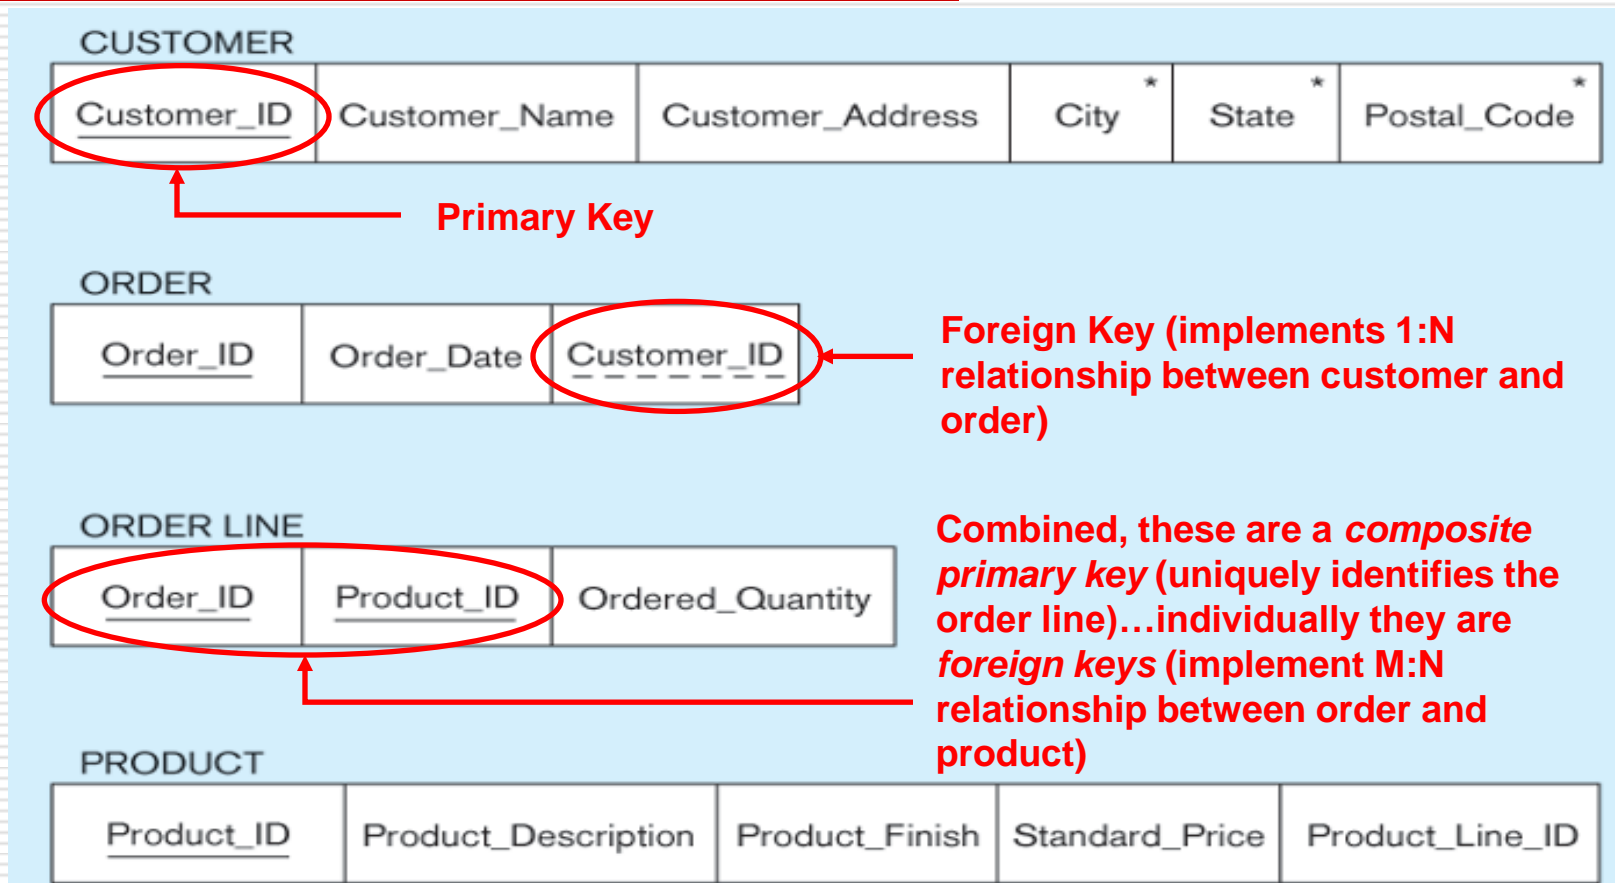 CUSTOMER
Customer_ID Customer_Name Customer_Address City * State * Postal_Code *
Primary Key
ORDER
Order_ID Order_Date Customer_ID
Foreign Key (implements 1:N
relationship between customer and
order)
ORDER LINE
Order_ID Product_ID Ordered_Quantity
Combined, these are a composite
primary key (uniquely identifies the
order line)…individually they are
foreign keys (implement M:N
relationship between order and
product)
PRODUCT
Product_ID Product_Description Product_Finish Standard_Price Product_Line_ID